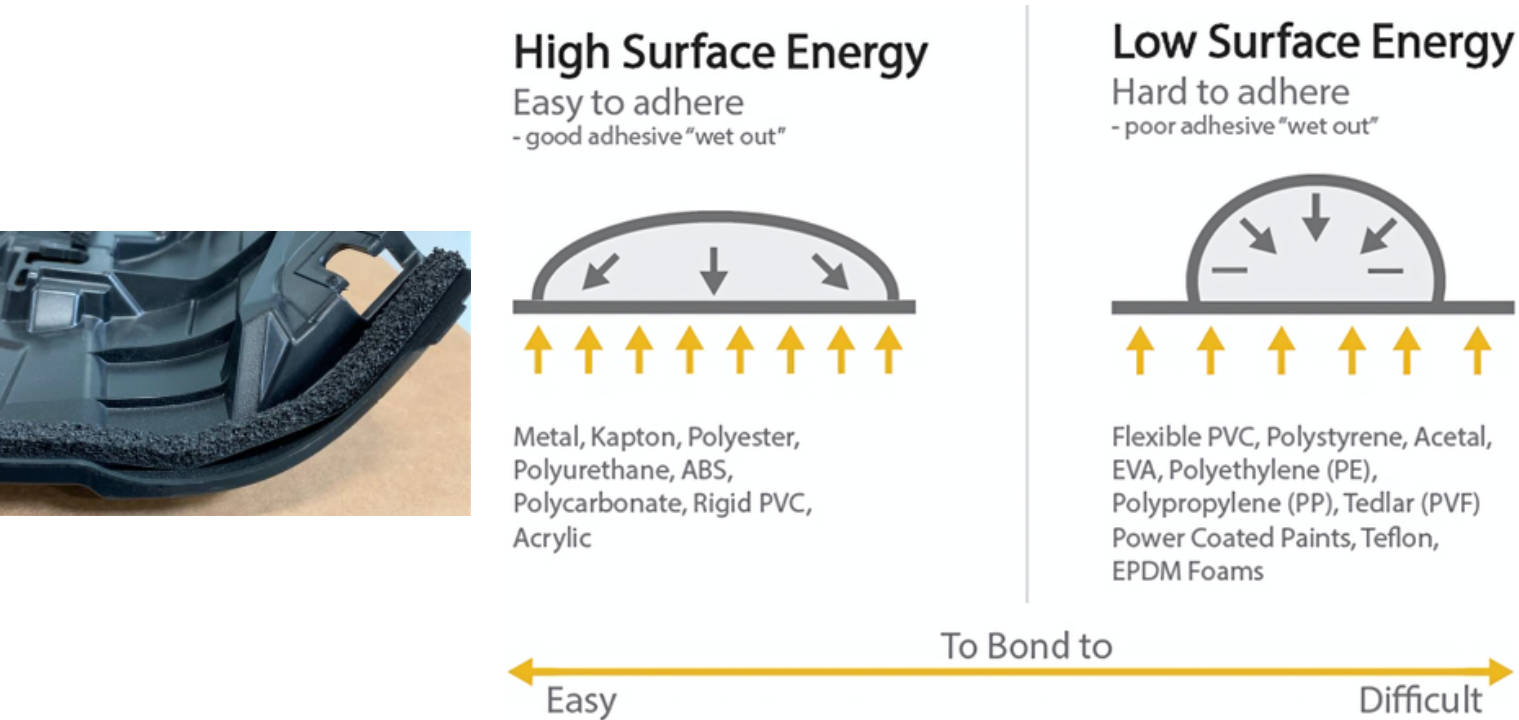 High Surface Energy
Easy to adhere
- good adhesive "wet out"
Metal, Kapton, Polyester,
Polyurethane, ABS,
Polycarbonate, Rigid PVC,
Acrylic
Low Surface Energy
Hard to adhere
- poor adhesive "wet out"
Flexible PVC, Polystyrene, Acetal,
EVA, Polyethylene (PE),
Polypropylene (PP), Tedlar (PVF)
Power Coated Paints, Teflon,
EPDM Foams
To Bond to
Easy
Difficult